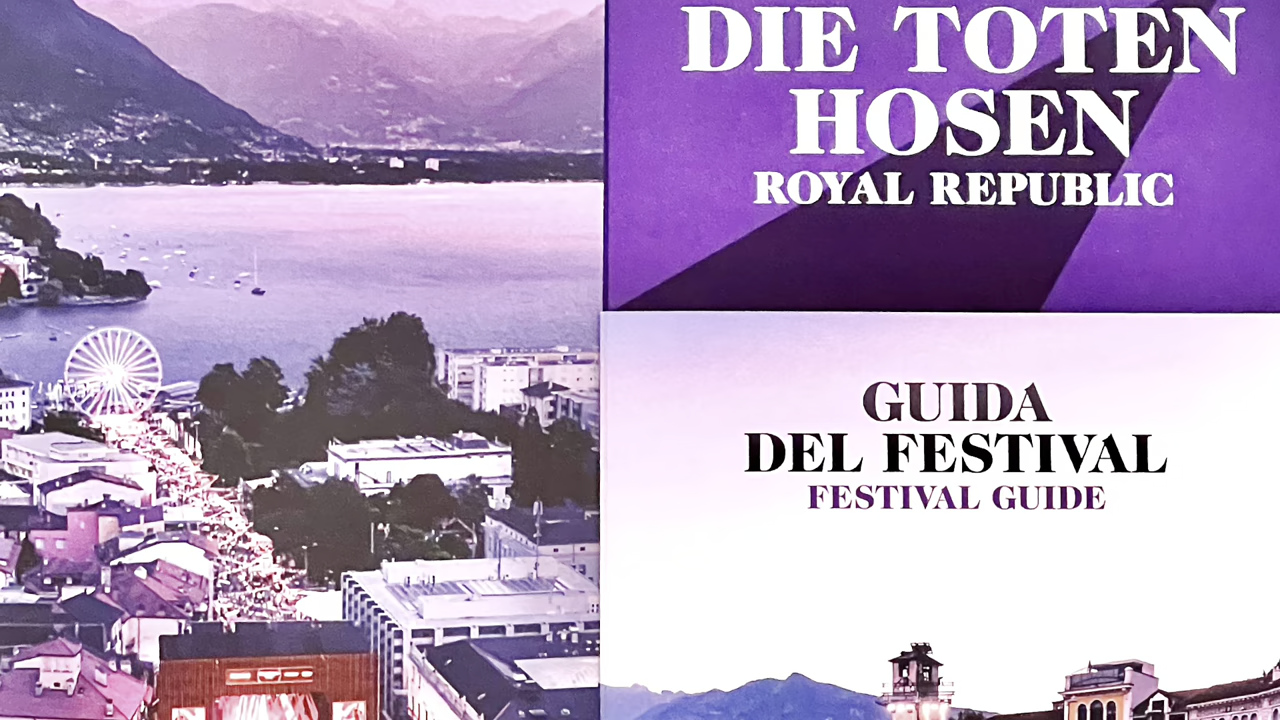 DIE TOTEN
HOSEN
ROYAL REPUBLIC
GUIDA
DEL FESTIVAL
FESTIVAL GUIDE